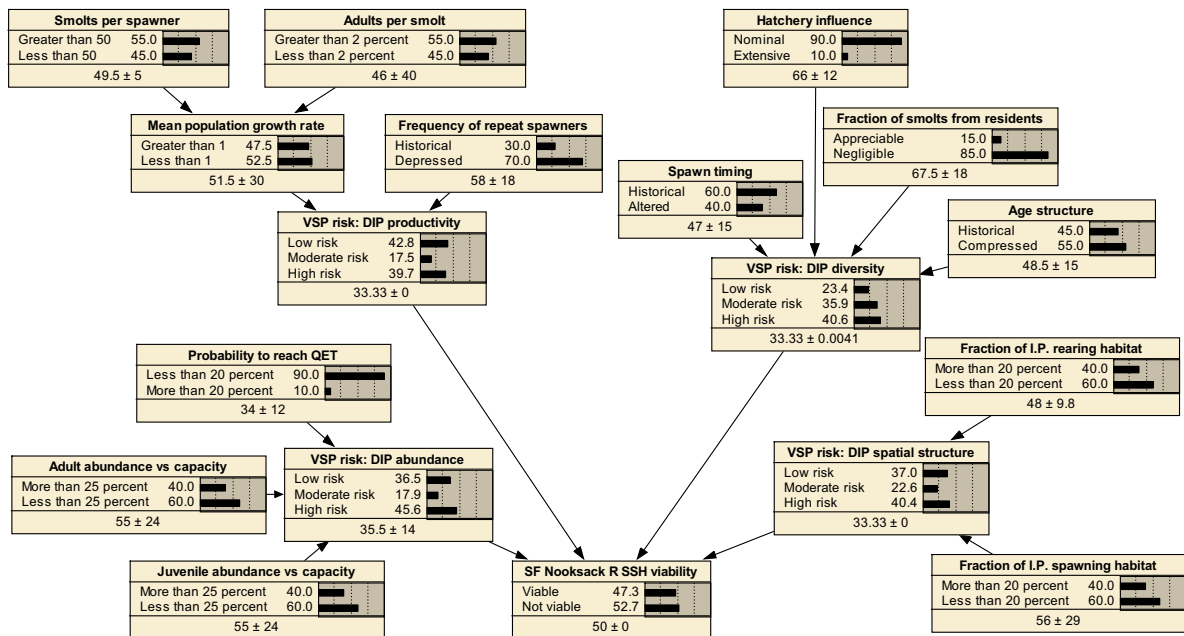 Smolts per spawner
Greater than 50 55.0
Less than 50 45.0
49.5 ± 5
Adults per smolt
Greater than 2 percent 55.0
Less than 2 percent 45.0
46 ± 40
Hatchery influence
Nominal 90.0
Extensive 10.0
66 ± 12
Mean population growth rate
Greater than 1 47.5
Less than 1 52.5
51.5 ± 30
Frequency of repeat spawners
Historical 30.0
Depressed 70.0
58 ± 18
Fraction of smolts from residents
Appreciable 15.0
Negligible 85.0
67.5 ± 18
Spawn timing
Historical 60.0
Altered 40.0
47 ± 15
Age structure
Historical 45.0
Compressed 55.0
48.5 ± 15
VSP risk: DIP productivity
Low risk 42.8
Moderate risk 17.5
High risk 39.7
33.33 ± 0
VSP risk: DIP diversity
Low risk 23.4
Moderate risk 35.9
High risk 40.6
33.33 ± 0.0041
Probability to reach QET
Less than 20 percent 90.0
More than 20 percent 10.0
34 ± 12
Fraction of I.P. rearing habitat
More than 20 percent 40.0
Less than 20 percent 60.0
48 ± 9.8
Adult abundance vs capacity
More than 25 percent 40.0
Less than 25 percent 60.0
55 ± 24
VSP risk: DIP abundance
Low risk 36.5
Moderate risk 17.9
High risk 45.6
35.5 ± 14
VSP risk: DIP spatial structure
Low risk 37.0
Moderate risk 22.6
High risk 40.4
33.33 ± 0
Juvenile abundance vs capacity
More than 25 percent 40.0
Less than 25 percent 60.0
55 ± 24
SF Nooksack R SSH viability
Viable 47.3
Not viable 52.7
50 ± 0
Fraction of I.P. spawning habitat
More than 20 percent 40.0
Less than 20 percent 60.0
56 ± 29